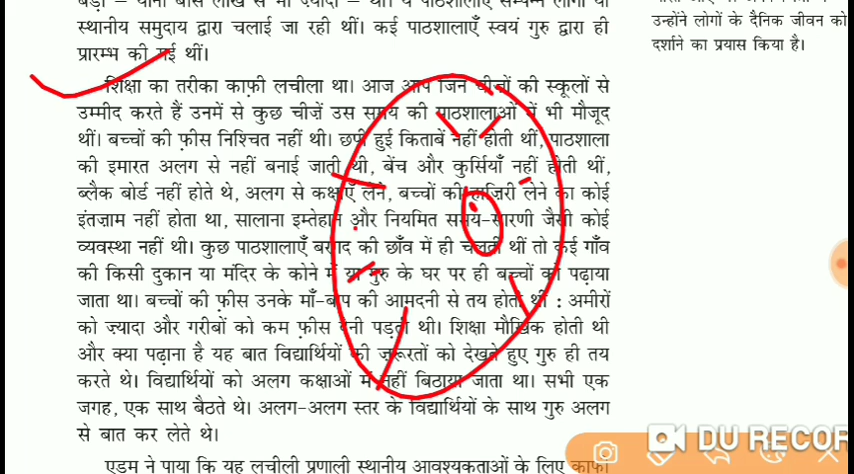 बड़ी – यानी बीस लाख से भी ज़्यादा – थी। ये पाठशालाएँ सम्पन्न लोगों या
स्थानीय समुदाय द्वारा चलाई जा रही थीं। कई पाठशालाएँ स्वयं गुरु द्वारा ही
प्रारम्भ की गई थीं।
शिक्षा का तरीका काफ़ी लचीला था। आज आप जिन चीज़ों की स्कूलों से
उम्मीद करते हैं उनमें से कुछ चीज़ें उस समय की पाठशालाओं में भी मौजूद
थीं। बच्चों की फ़ीस निश्चित नहीं थी। छपी हुई किताबें नहीं होती थीं, पाठशाला
की इमारत अलग से नहीं बनाई जाती थी, बेंच और कुर्सियाँ नहीं होती थीं,
ब्लैक बोर्ड नहीं होते थे, अलग से कक्षाएँ लेने, बच्चों की हाज़िरी लेने का कोई
इंतज़ाम नहीं होता था, सालाना इम्तेहान और नियमित समय-सारणी जैसी कोई
व्यवस्था नहीं थी। कुछ पाठशालाएँ बरगद की छाँव में ही चलती थीं तो कई गाँव
की किसी दुकान या मंदिर के कोने में या गुरु के घर पर ही बच्चों को पढ़ाया
जाता था। बच्चों की फ़ीस उनके माँ-बाप की आमदनी से तय होती थी : अमीरों
को ज्यादा और गरीबों को कम फ़ीस देनी पड़ती थी। शिक्षा मौखिक होती थी
और क्या पढ़ाना है यह बात विद्यार्थियों की ज़रूरतों को देखते हुए गुरु ही तय
करते थे। विद्यार्थियों को अलग कक्षाओं में नहीं बिठाया जाता था। सभी एक
जगह, एक साथ बैठते थे। अलग-अलग स्तर के विद्यार्थियों के साथ गुरु अलग
से बात कर लेते थे।
एडम ने पाया कि यह लचीली प्रणाली स्थानीय आवश्यकताओं के लिए काफी
उन्होंने लोगों के दैनिक जीवन को
दर्शाने का प्रयास किया है।
DU RECOR